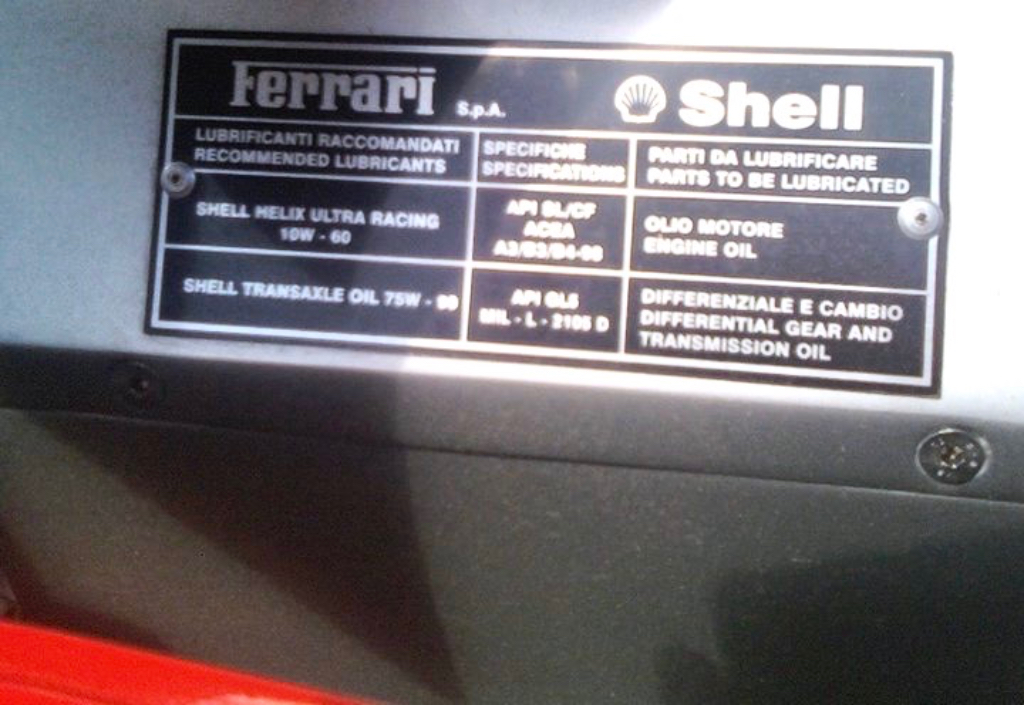 Ferrari S.p.A.
Shell
LUBRIFICANTI RACCOMANDATI
RECOMMENDED LUBRICANTS
SPECIFICHE
SPECIFICATIONS
PARTI DA LUBRIFICARE
PARTS TO BE LUBRICATED
SHELL HELIX ULTRA RACING
10W - 60
API SL/CF
ACEA
A3/B3/B4-98
OLIO MOTORE
ENGINE OIL
SHELL TRANSAXLE OIL 75W - 90
API GL5
MIL - L - 2105 D
DIFFERENZIALE E CAMBIO
DIFFERENTIAL GEAR AND
TRANSMISSION OIL